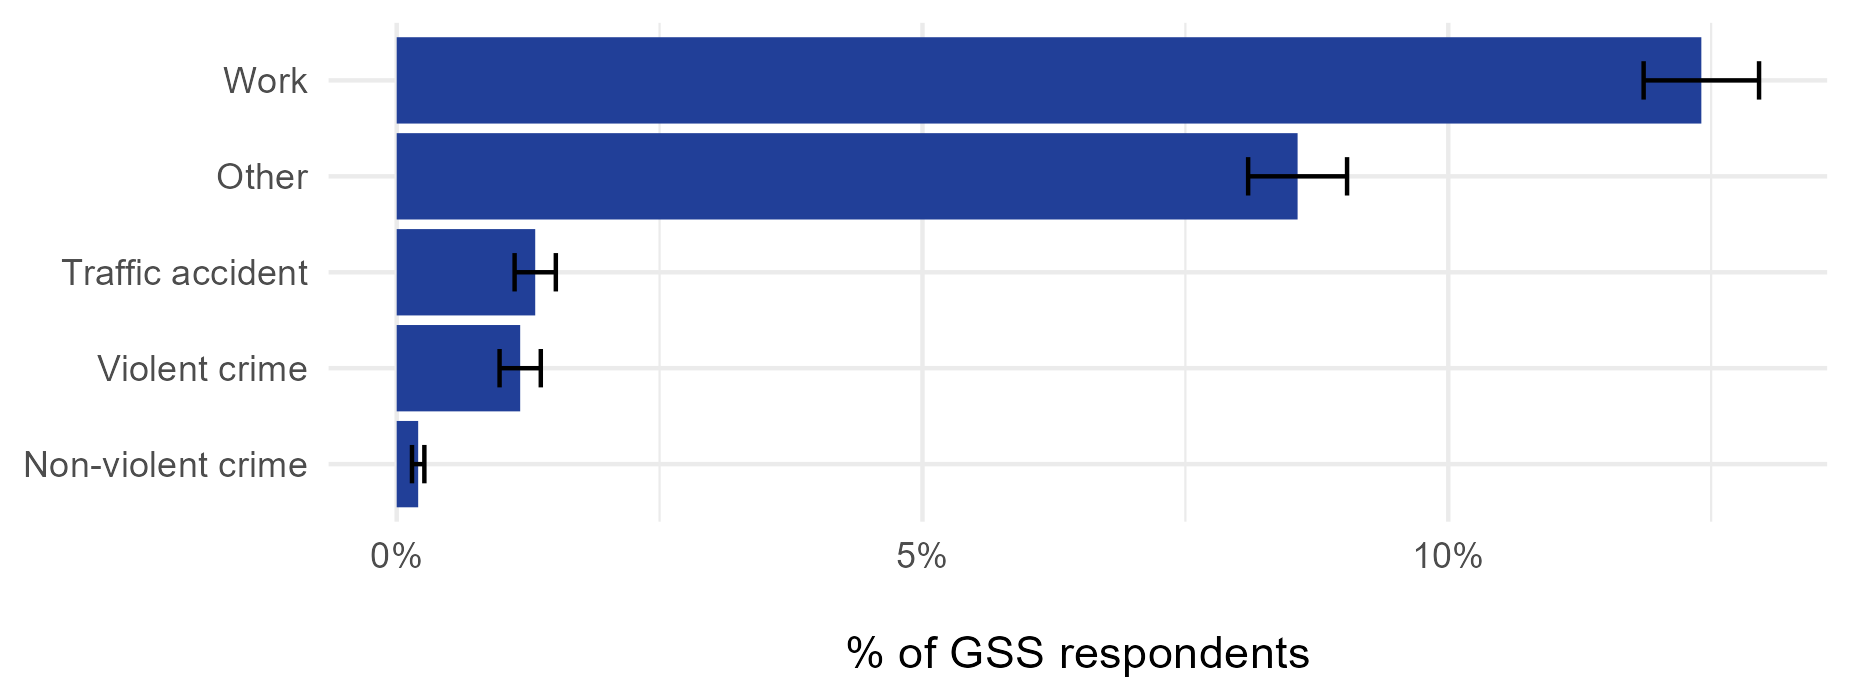 Work
Other
Traffic accident
Violent crime
Non-violent crime
0% 5% 10%
% of GSS respondents